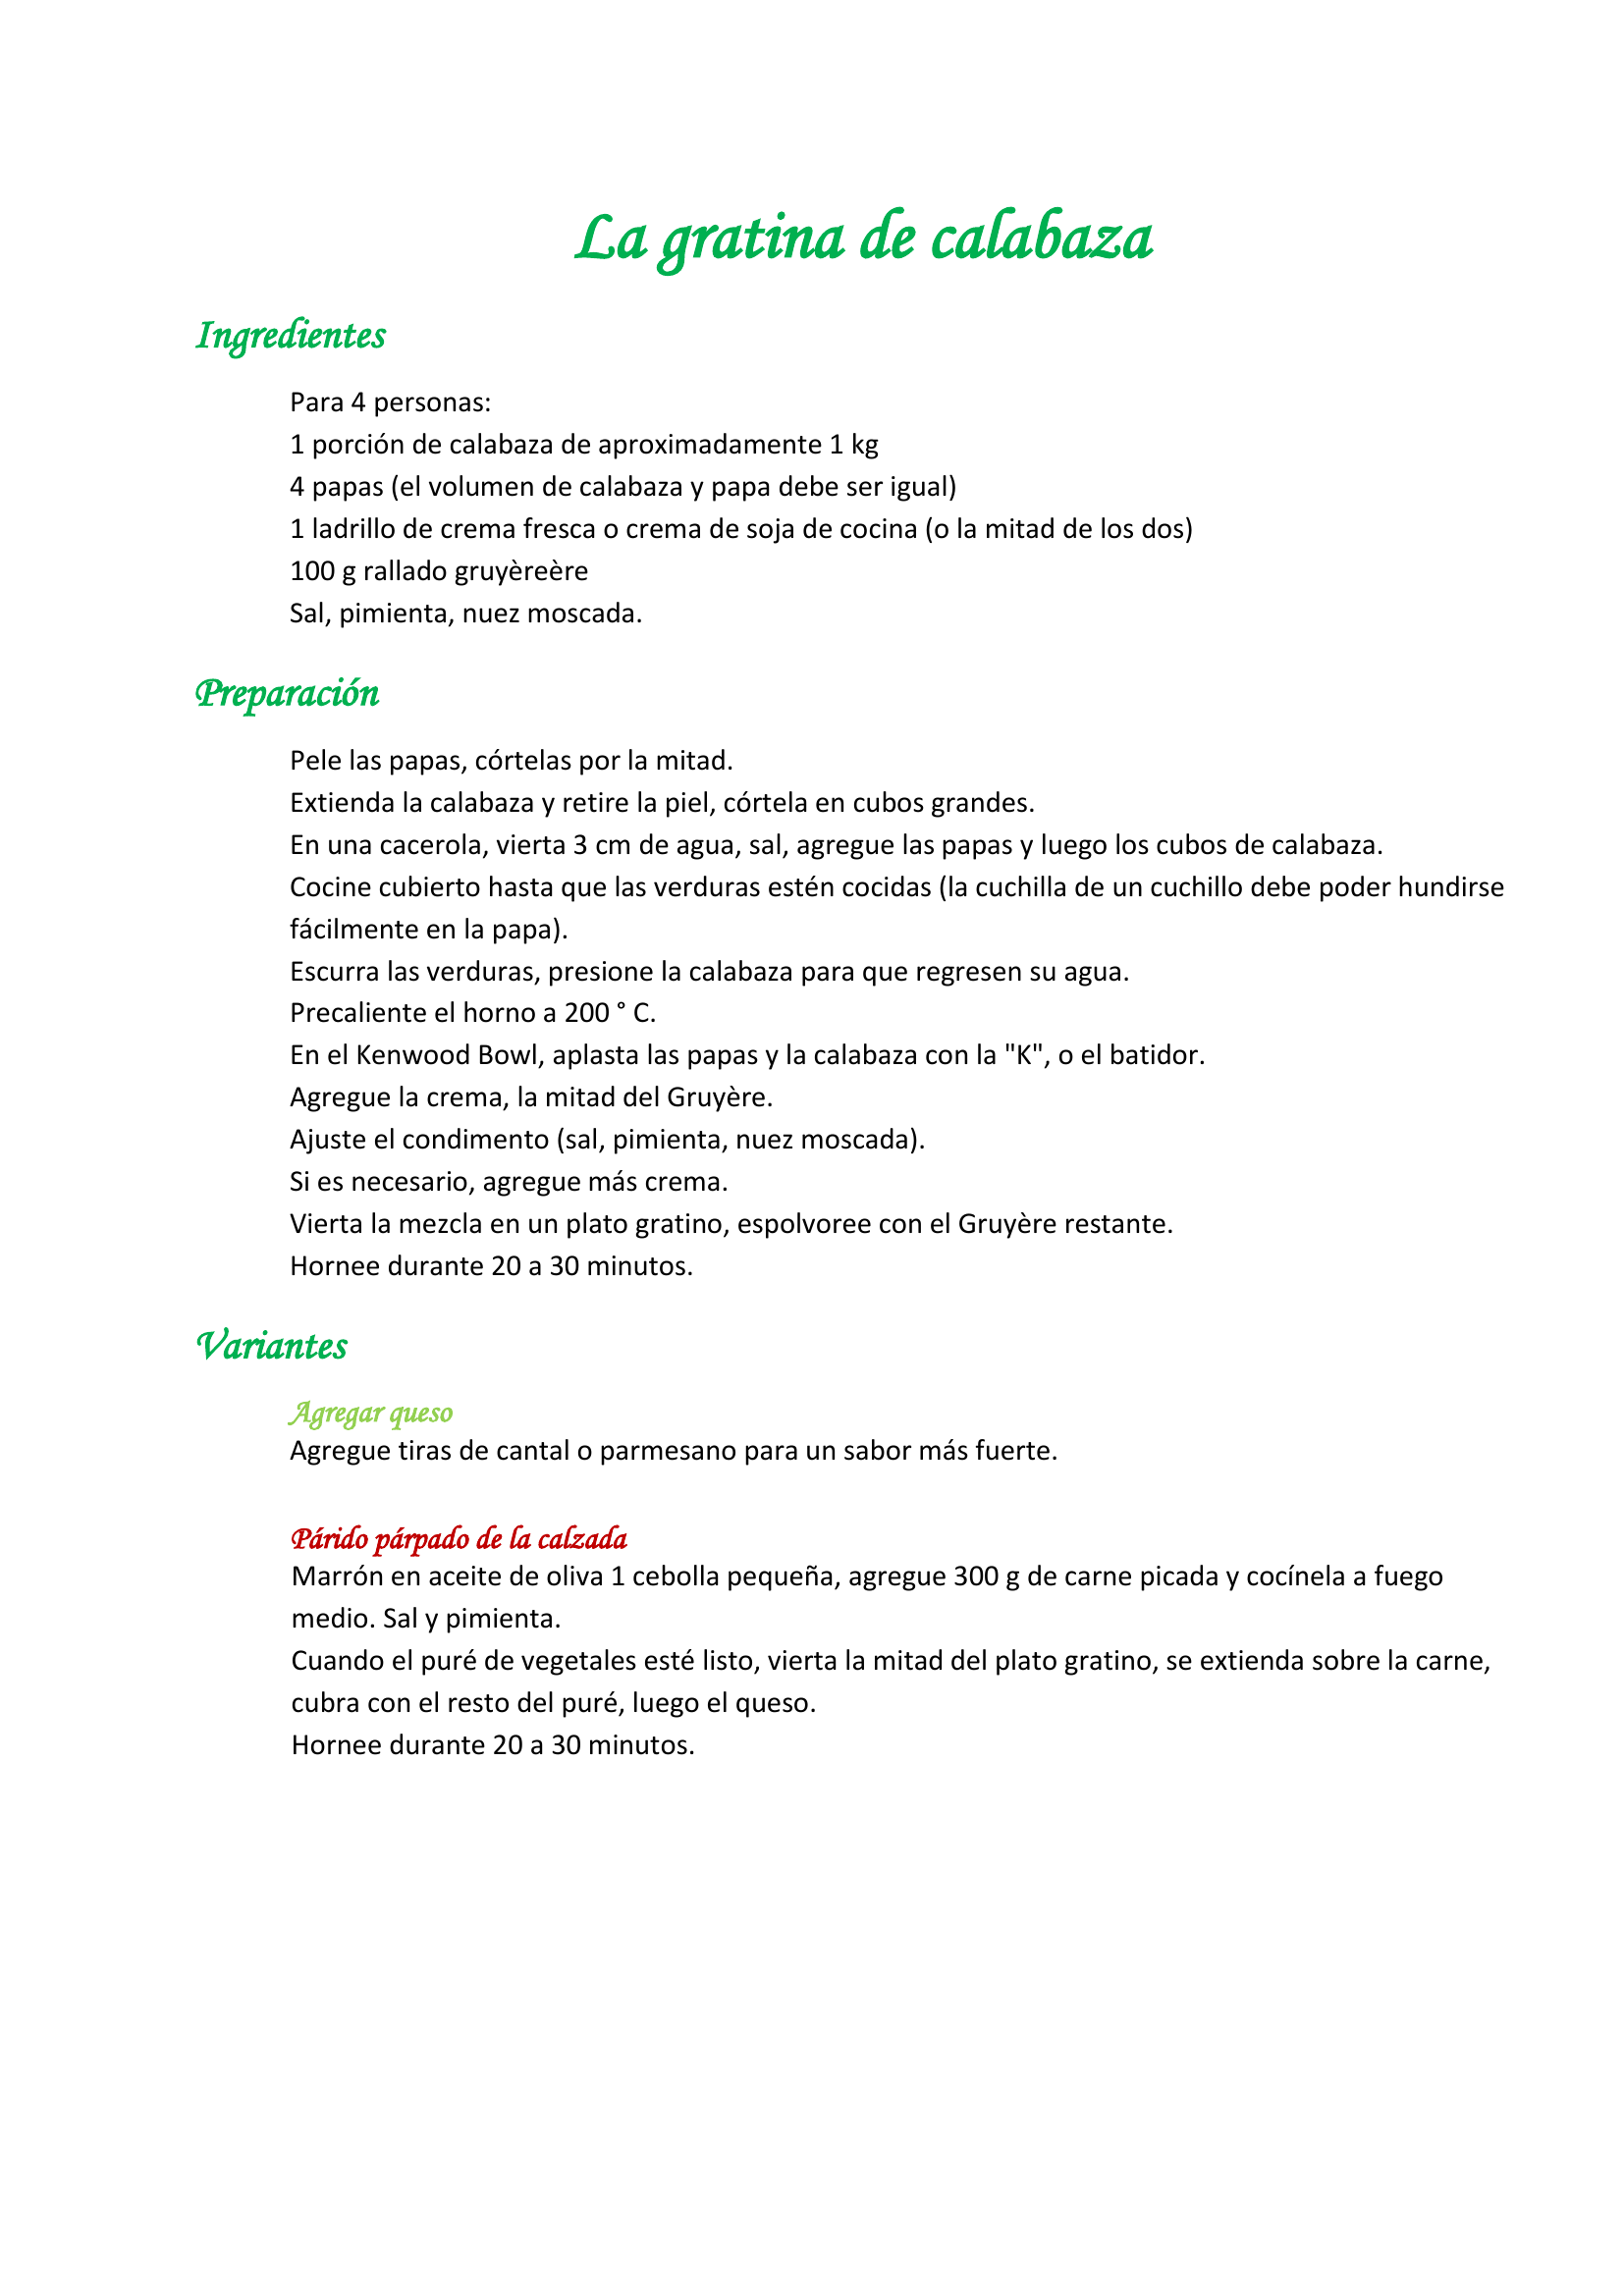 La gratina de calabaza
Ingredientes
Para 4 personas:
1 porción de calabaza de aproximadamente 1 kg
4 papas (el volumen de calabaza y papa debe ser igual)
1 ladrillo de crema fresca o crema de soja de cocina (o la mitad de los dos)
100 g rallado gruyèreère
Sal, pimienta, nuez moscada.
Preparación
Pele las papas, córtelas por la mitad.
Extienda la calabaza y retire la piel, córtela en cubos grandes.
En una cacerola, vierta 3 cm de agua, sal, agregue las papas y luego los cubos de calabaza.
Cocine cubierto hasta que las verduras estén cocidas (la cuchilla de un cuchillo debe poder hundirse
fácilmente en la papa).
Escurra las verduras, presione la calabaza para que regresen su agua.
Precaliente el horno a 200 ° C.
En el Kenwood Bowl, aplasta las papas y la calabaza con la "K", o el batidor.
Agregue la crema, la mitad del Gruyère.
Ajuste el condimento (sal, pimienta, nuez moscada).
Si es necesario, agregue más crema.
Vierta la mezcla en un plato gratino, espolvoree con el Gruyère restante.
Hornee durante 20 a 30 minutos.
Variantes
Agregar queso
Agregue tiras de cantal o parmesano para un sabor más fuerte.
Párido párpado de la calzada
Marrón en aceite de oliva 1 cebolla pequeña, agregue 300 g de carne picada y cocínela a fuego
medio. Sal y pimienta.
Cuando el puré de vegetales esté listo, vierta la mitad del plato gratino, se extienda sobre la carne,
cubra con el resto del puré, luego el queso.
Hornee durante 20 a 30 minutos.